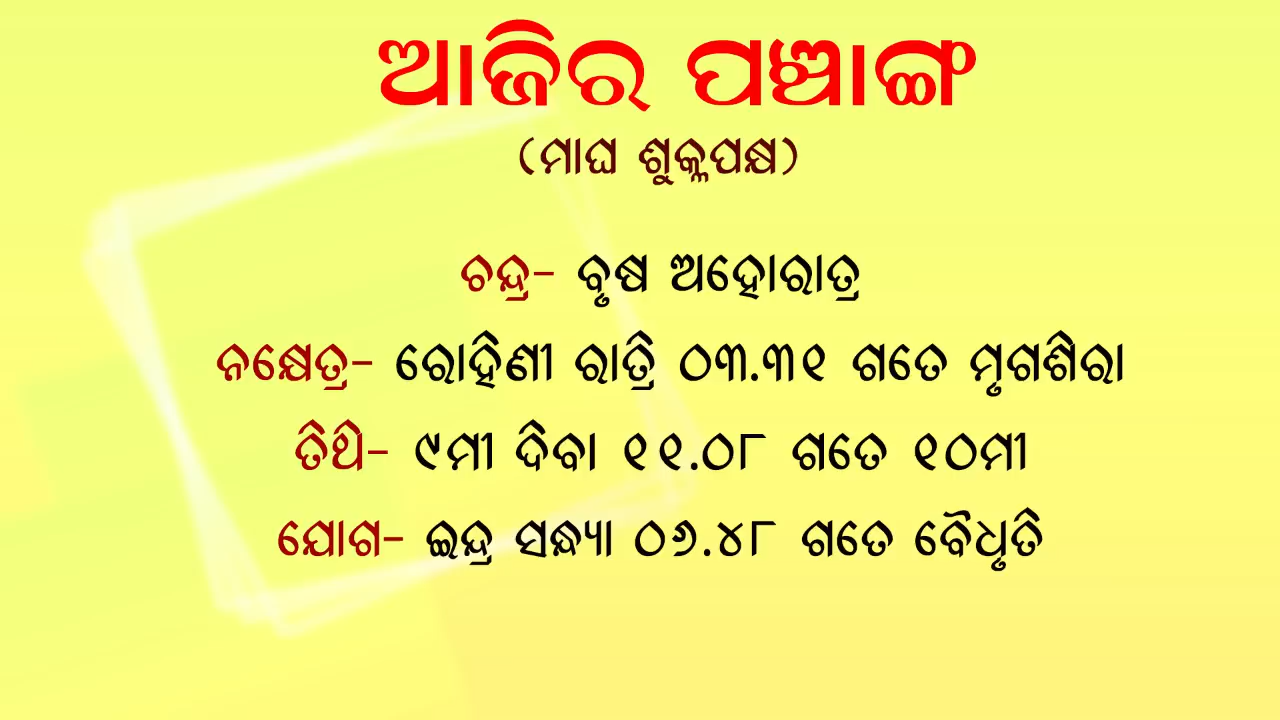 ଆଜିର ପଞ୍ଚାଙ୍ଗ
(ମାଘ ଶୁକ୍ଳପକ୍ଷ)
ଚନ୍ଦ୍ର- ବୃଷ ଅହୋରାତ୍ର
ନକ୍ଷେତ୍ର- ରୋହିଣୀ ରାତ୍ରି ୦୩.୩୧ ଗତେ ମୃଗଶିରା
ତିଥି- ୯ମୀ ଦିବା ୧୧.୦୮ ଗତେ ୧୦ମୀ
ଯୋଗ- ଇନ୍ଦ୍ର ସନ୍ଧ୍ୟା ୦୬.୪୮ ଗତେ ବୈଧୃତି